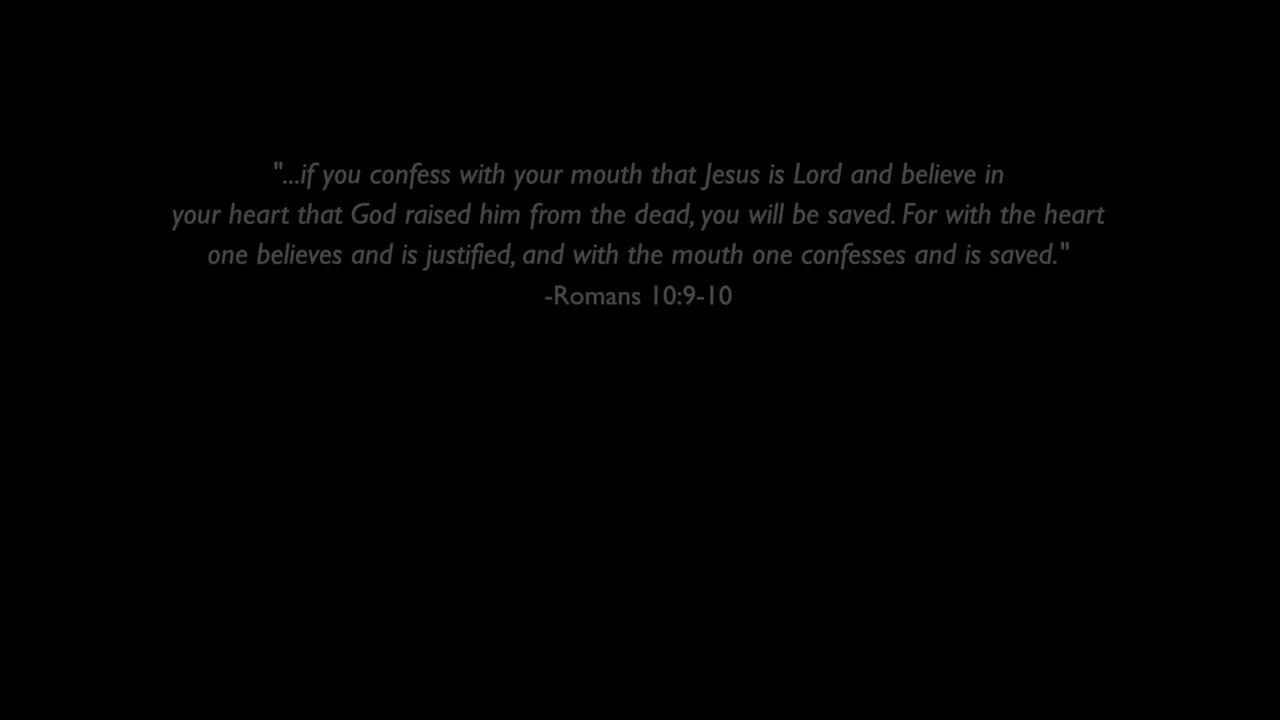 "...if you confess with your mouth that Jesus is Lord and believe in
your heart that God raised him from the dead, you will be saved. For with the heart
one believes and is justified, and with the mouth one confesses and is saved."
-Romans 10:9-10